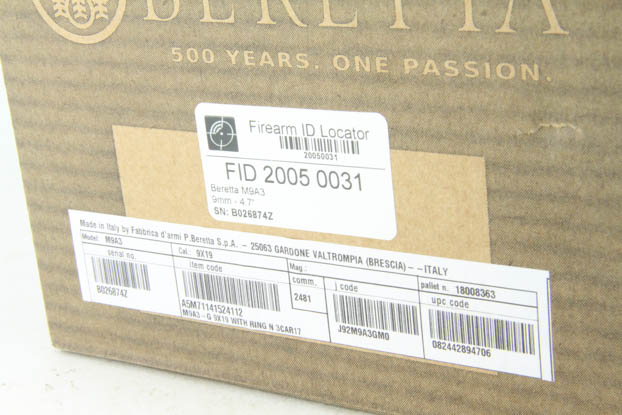 BERETTA
500 YEARS. ONE PASSION.
Firearm ID Locator
20050031
FID 2005 0031
Beretta M9A3
9mm - 4.7"
SN: B026874Z
Made in Italy by Fabbrica d'armi P.Beretta S.p.A. - 25063 GARDONE VALTROMPIA (BRESCIA) - -ITALY
Model: M9A3 Cal.: 9X19 Mag.: pallet n. 18008363
serial no. item code comm. j code upc code
B026874Z A5M71141524112 2481 J92M9A3GM0 082442894706
M9A3 -G 9X19 WITH RING N 3CAR17